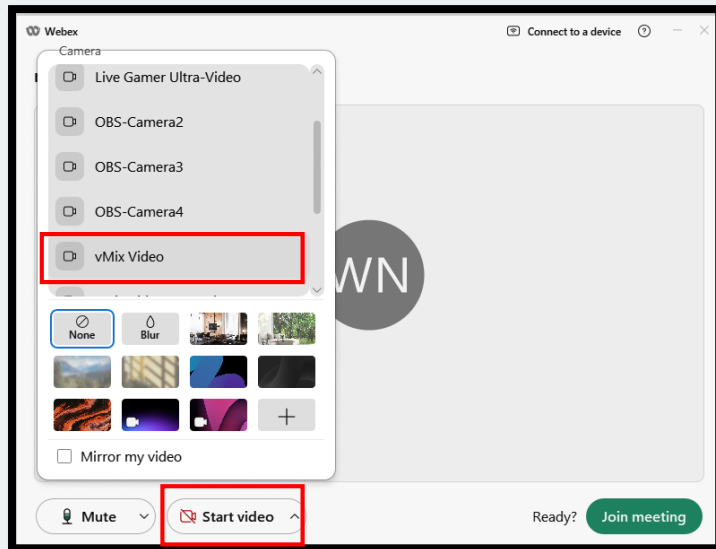 Webex
Connect to a device
Camera
Live Gamer Ultra-Video
OBS-Camera2
OBS-Camera3
OBS-Camera4
vMix Video
WN
None
Blur
Mirror my video
Mute
Start video
Ready?
Join meeting